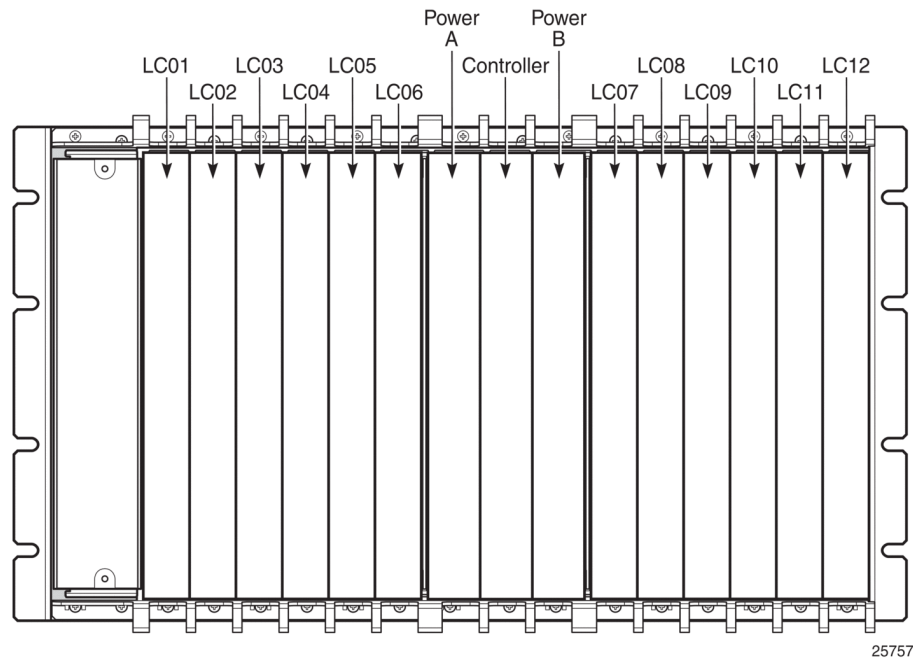 Power
A
Power
B
LC01
LC03
LC05
Controller
LC08
LC10
LC12
LC02
LC04
LC06
LC07
LC09
LC11
25757